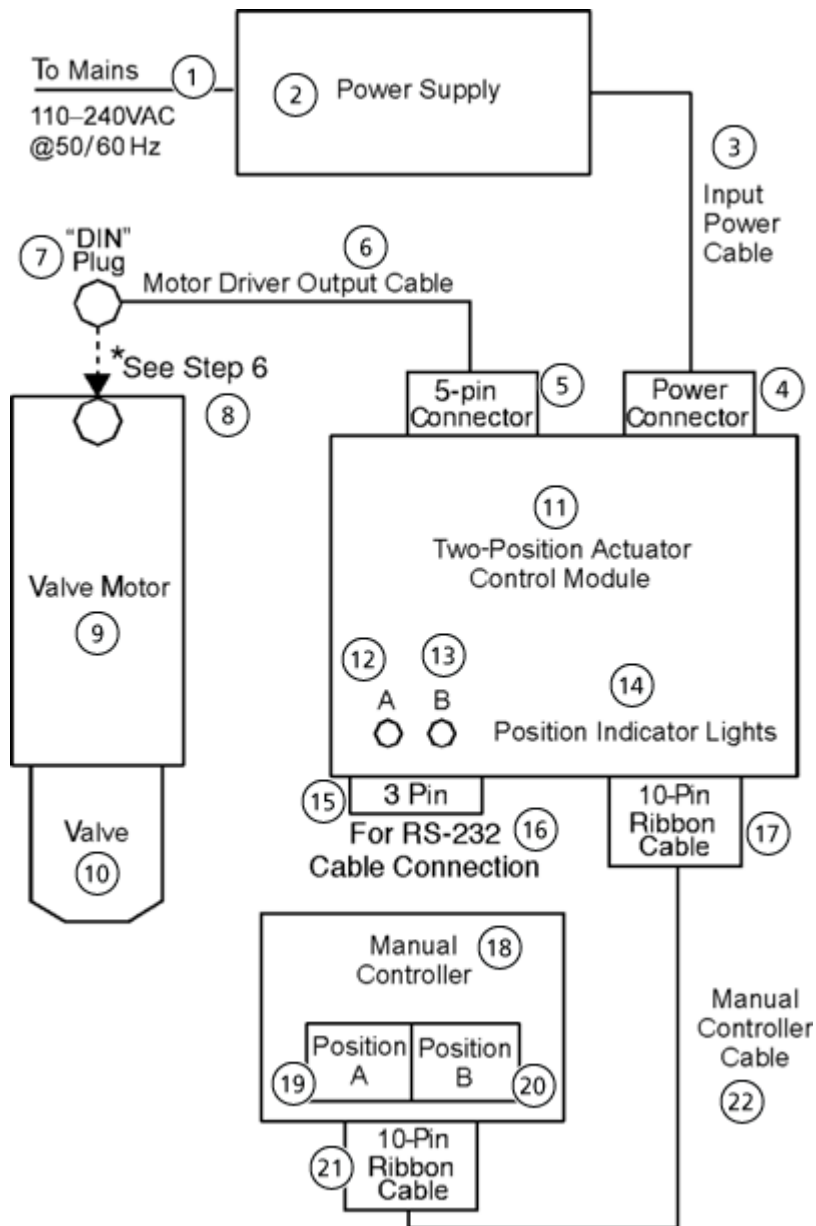 To Mains
1
110–240VAC
@50/60 Hz
2
Power Supply
3
Input
Power
Cable
7
"DIN"
Plug
6
Motor Driver Output Cable
*See Step 6
8
5-pin
Connector
5
Power
Connector
4
11
Two-Position Actuator
Control Module
Valve Motor
9
12
A
13
B
14
Position Indicator Lights
Valve
10
15
3 Pin
For RS-232
16
Cable Connection
10-Pin
Ribbon
Cable
17
Manual
Controller
18
Position
A
Position
B
19
20
Manual
Controller
Cable
22
21
10-Pin
Ribbon
Cable